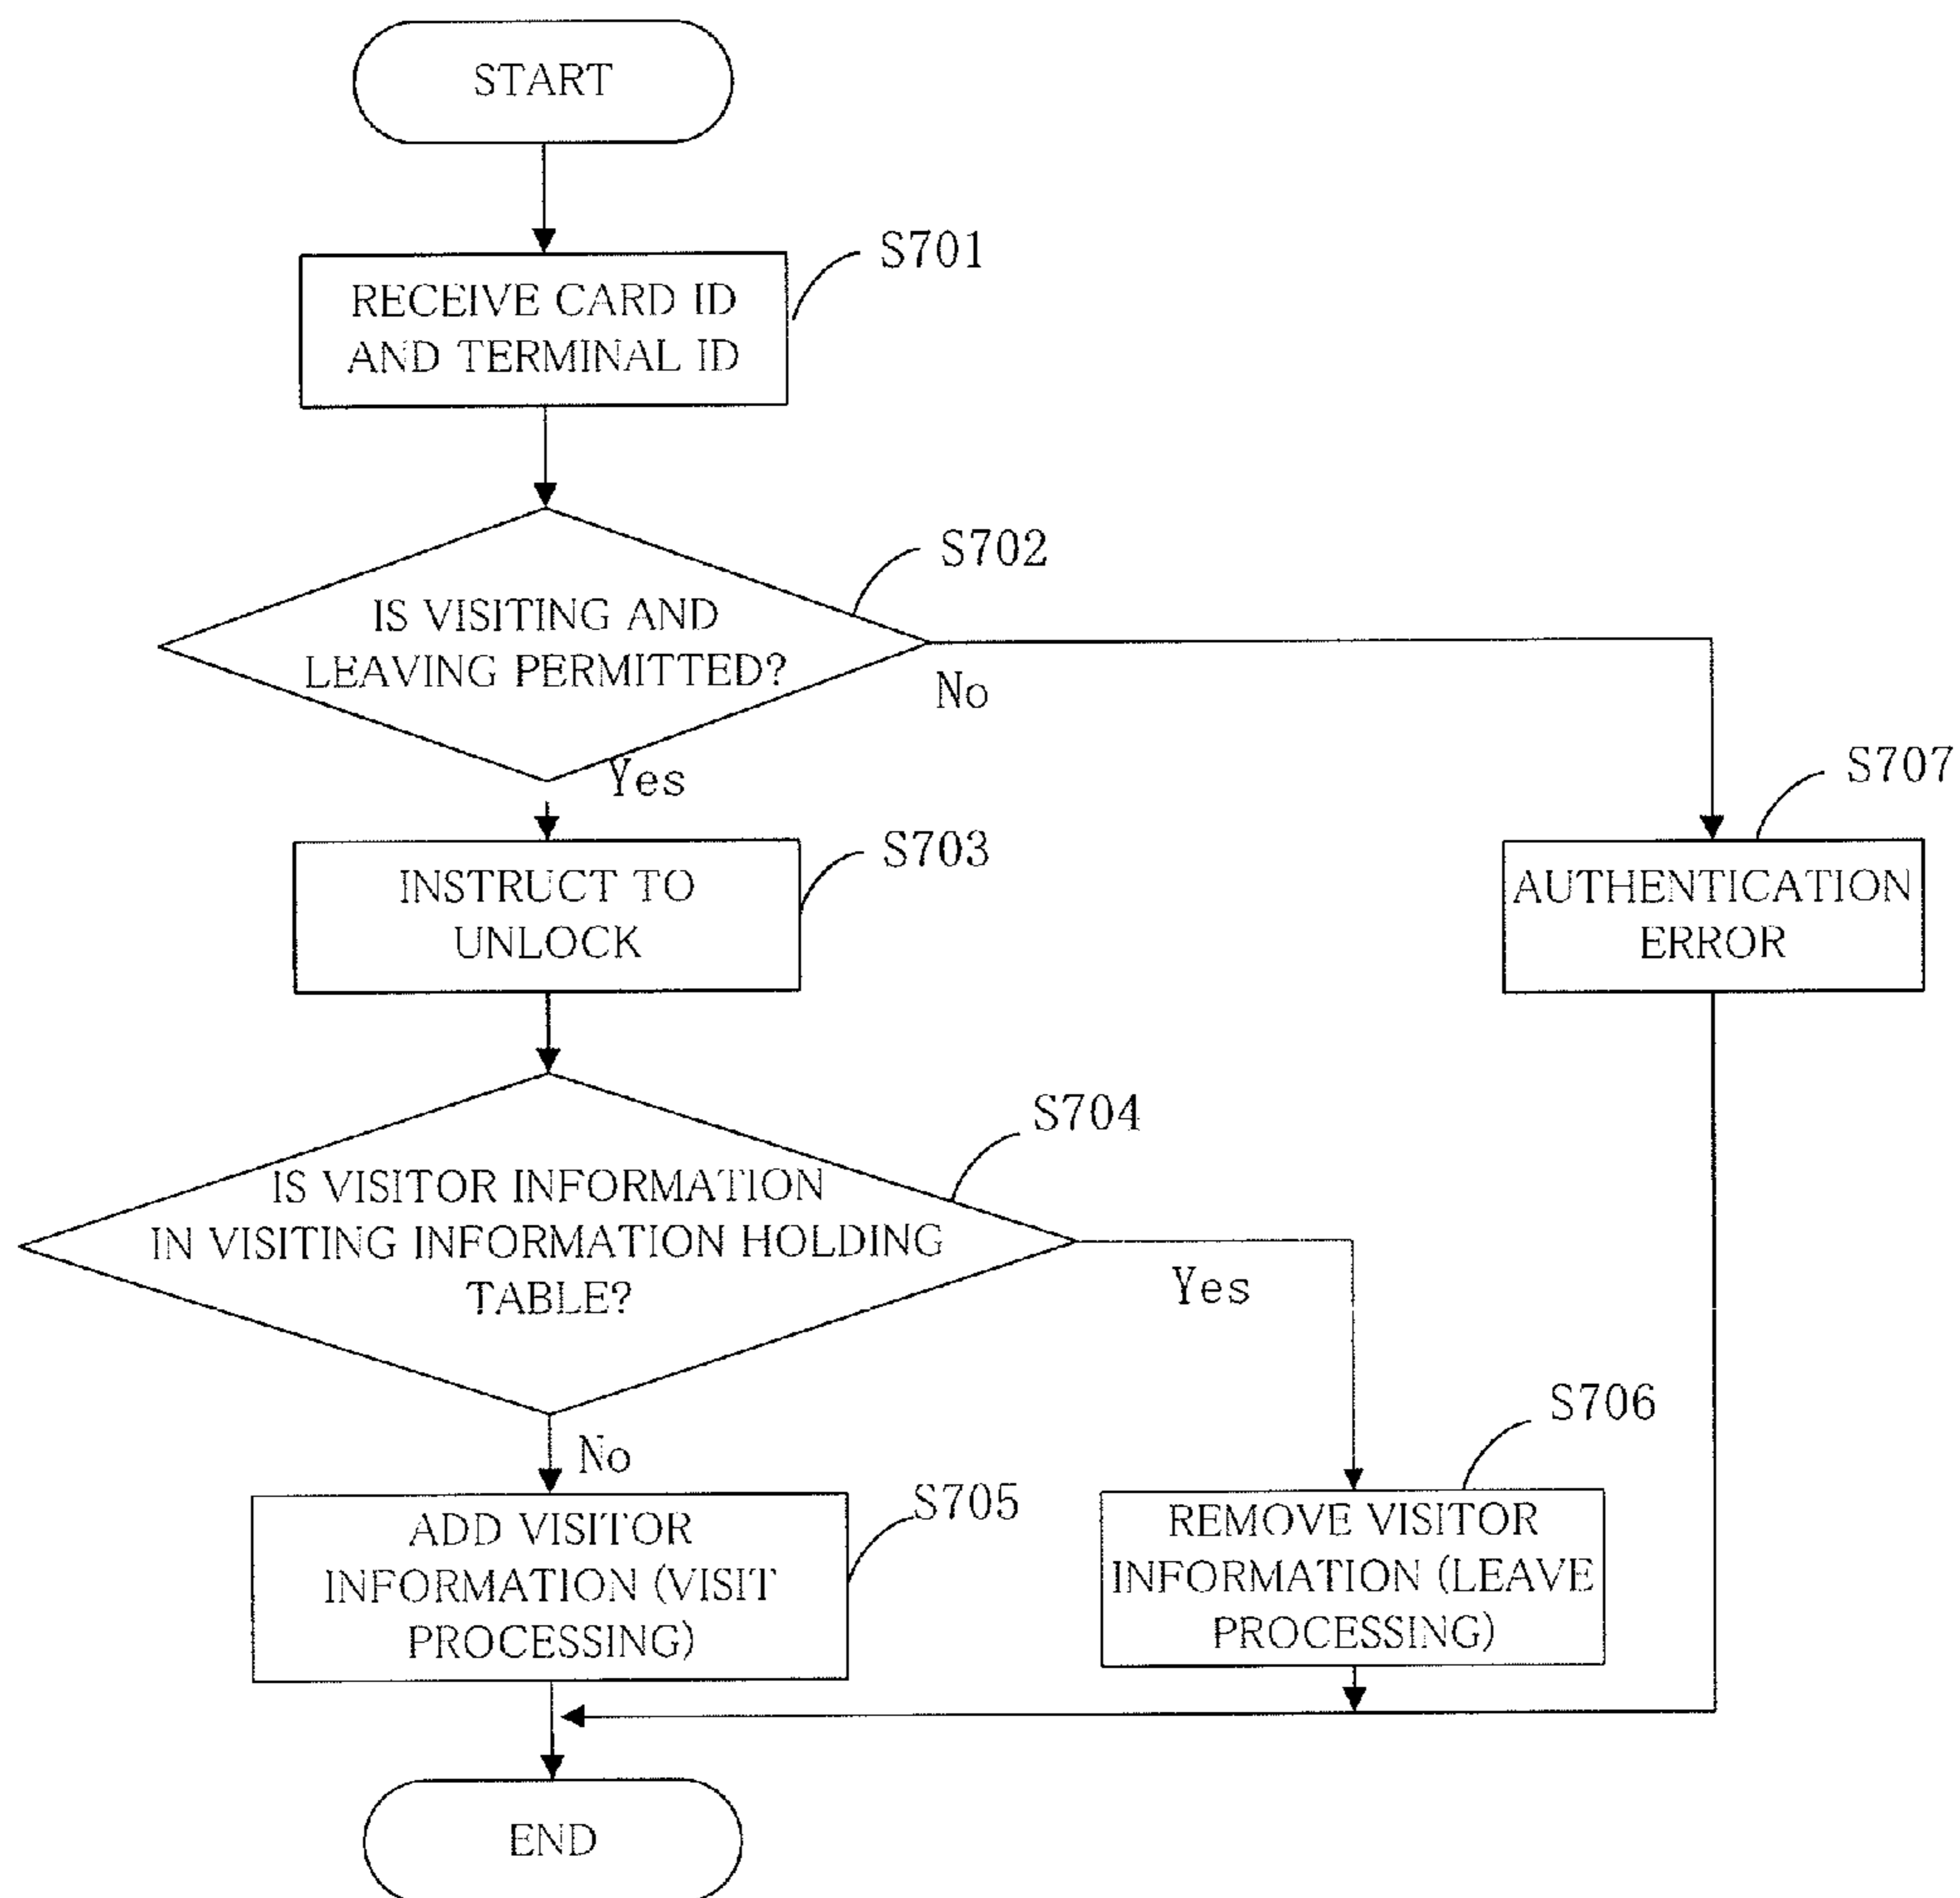 START
S701
RECEIVE CARD ID
AND TERMINAL ID
S702
IS VISITING AND
LEAVING PERMITTED?
No
Yes
S707
S703
INSTRUCT TO
UNLOCK
AUTHENTICATION
ERROR
S704
IS VISITOR INFORMATION
IN VISITING INFORMATION HOLDING
TABLE?
Yes
S706
No
S705
ADD VISITOR
INFORMATION (VISIT
PROCESSING)
REMOVE VISITOR
INFORMATION (LEAVE
PROCESSING)
END